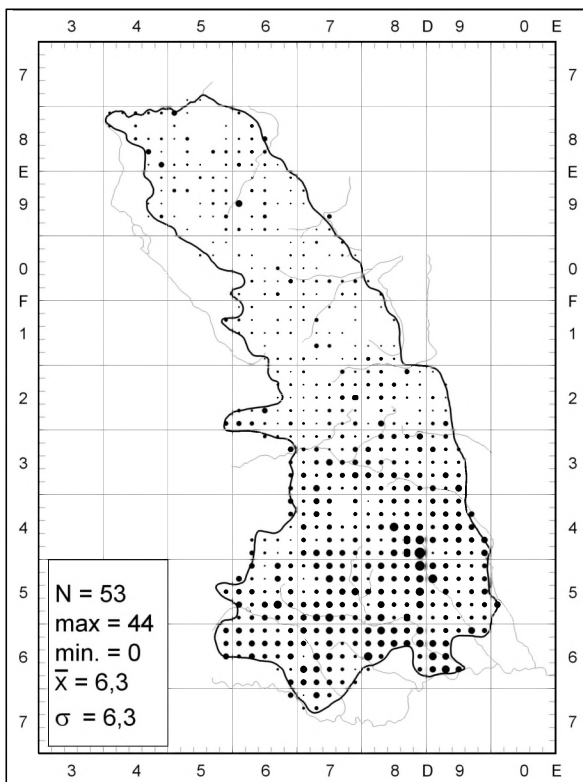 3 4 5 6 7 8 D 9 0 E
7 7
8 8
E E
9 9
0 0
F F
1 1
2 2
3 3
4 4
5 5
6 6
7 7
N = 53
max = 44
min. = 0
x̅ = 6,3
σ = 6,3
3 4 5 6 7 8 D 9 0 E